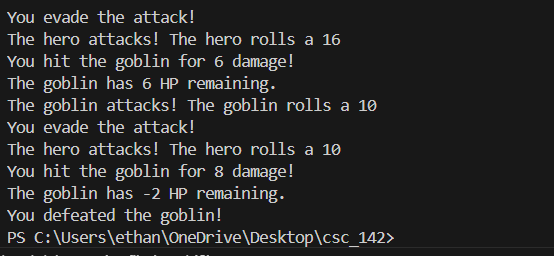 You evade the attack!
The hero attacks! The hero rolls a 16
You hit the goblin for 6 damage!
The goblin has 6 HP remaining.
The goblin attacks! The goblin rolls a 10
You evade the attack!
The hero attacks! The hero rolls a 10
You hit the goblin for 8 damage!
The goblin has -2 HP remaining.
You defeated the goblin!
PS C:\Users\ethan\OneDrive\Desktop\csc_142>